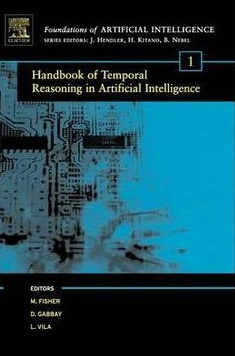 ELSEVIER
Foundations of ARTIFICIAL INTELLIGENCE
SERIES EDITORS: J. HENDLER, H. KITANO, B. NEBEL
1
Handbook of Temporal
Reasoning in Artificial Intelligence
EDITORS
M. FISHER
D. GABBAY
L. VILA